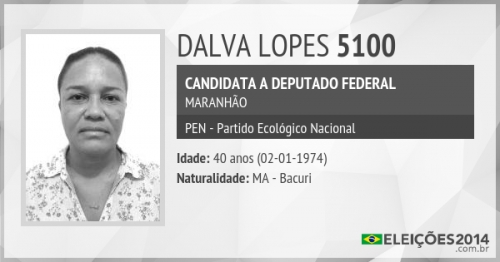 DALVA LOPES 5100
CANDIDATA A DEPUTADO FEDERAL
MARANHÃO
PEN - Partido Ecológico Nacional
Idade: 40 anos (02-01-1974)
Naturalidade: MA - Bacuri
ELEIÇÕES2014
.com.br